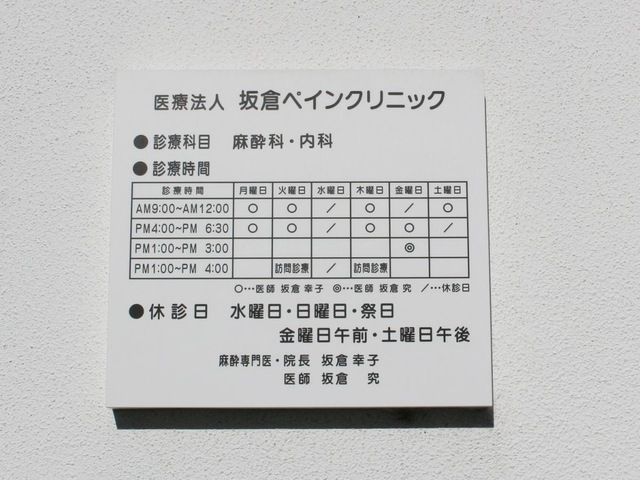 医療法人 坂倉ペインクリニック
●診療科目 麻酔科・内科
●診療時間
診療時間 月曜日 火曜日 水曜日 木曜日 金曜日 土曜日
AM9:00~AM12:00 ○ ○ / ○ / ○
PM4:00~PM 6:30 ○ ○ / ○ ○ /
PM1:00~PM 3:00 ◎
PM1:00~PM 4:00 訪問診療 / 訪問診療
○…医師 坂倉幸子 ◎…医師 坂倉究 /…休診日
●休診日 水曜日・日曜日・祭日
金曜日午前・土曜日午後
麻酔専門医・院長 坂倉幸子
医師 坂倉 究